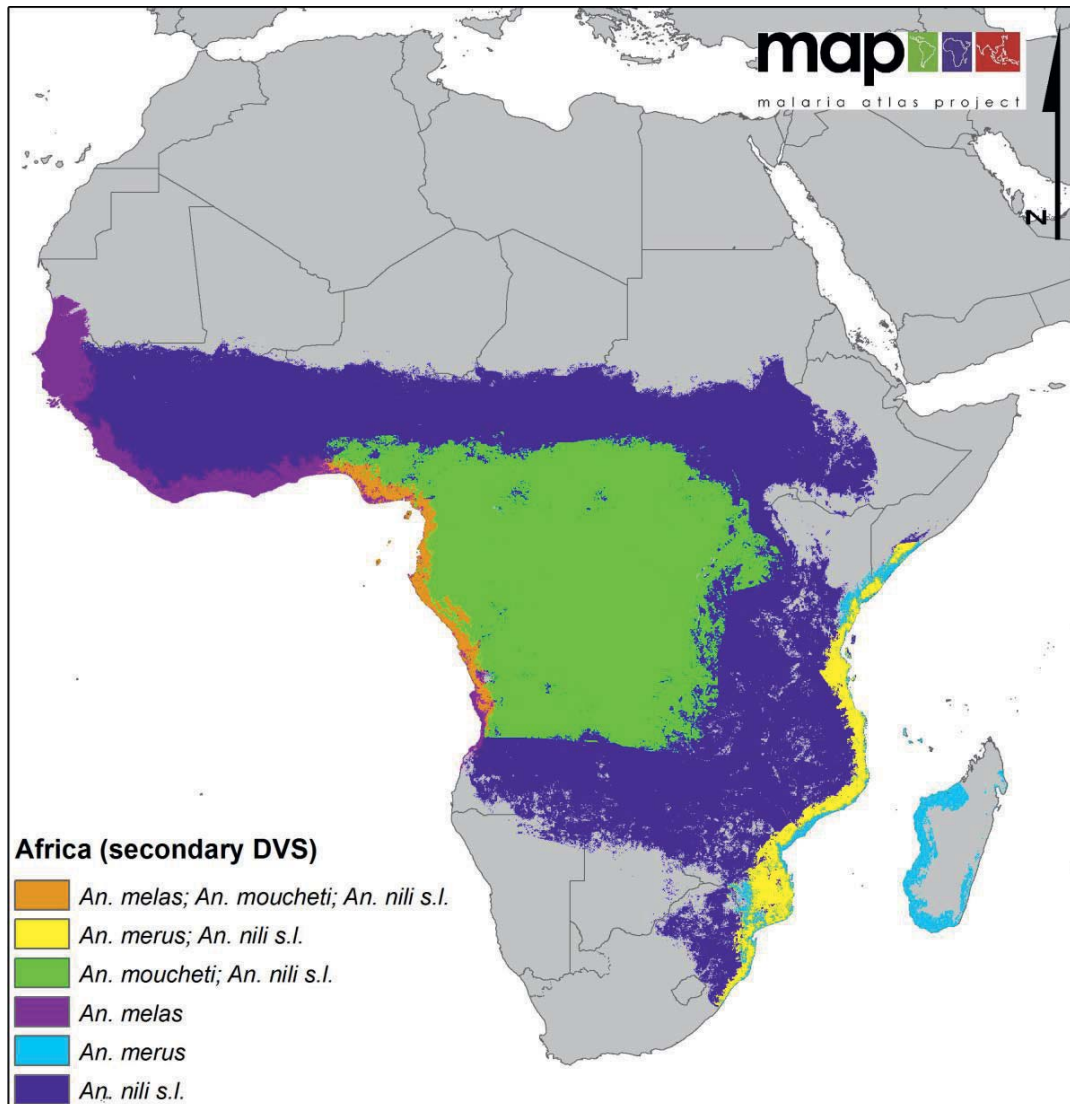 map
malaria atlas project
N
Africa (secondary DVS)
An. melas; An. moucheti; An. nili s.l.
An. merus; An. nili s.l.
An. moucheti; An. nili s.l.
An. melas
An. merus
An. nili s.l.